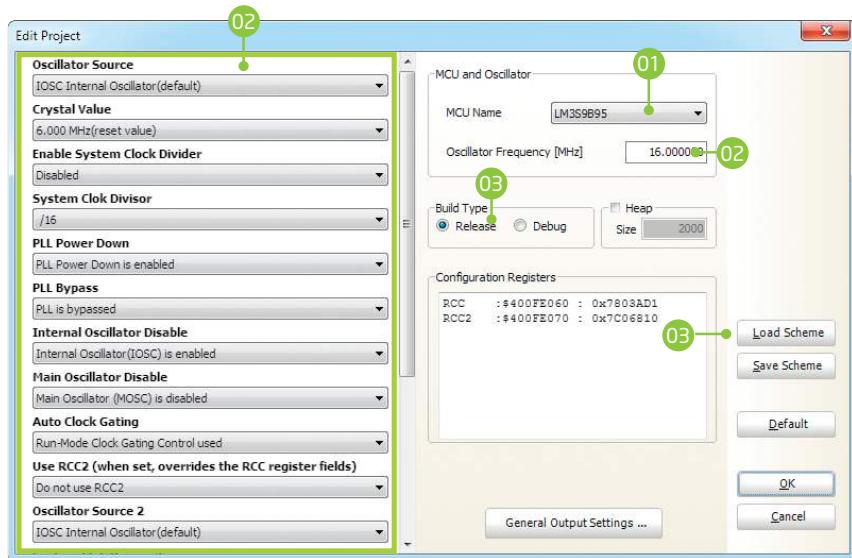 02
Edit Project
Oscillator Source
IOSC Internal Oscillator(default)
Crystal Value
6.000 MHz(reset value)
Enable System Clock Divider
Disabled
System Clok Divisor
/16
PLL Power Down
PLL Power Down is enabled
PLL Bypass
PLL is bypassed
Internal Oscillator Disable
Internal Oscillator(IOSC) is enabled
Main Oscillator Disable
Main Oscillator (MOSC) is disabled
Auto Clock Gating
Run-Mode Clock Gating Control used
Use RCC2 (when set, overrides the RCC register fields)
Do not use RCC2
Oscillator Source 2
IOSC Internal Oscillator(default)
MCU and Oscillator
01
MCU Name
LM3S9B95
Oscillator Frequency [MHz]
16.000000
02
03
Build Type
Release
Debug
Heap
Size
2000
Configuration Registers
RCC :$400FE060 : 0x7803AD1
RCC2 :$400FE070 : 0x7C06810
03
Load Scheme
Save Scheme
Default
OK
Cancel
General Output Settings ...